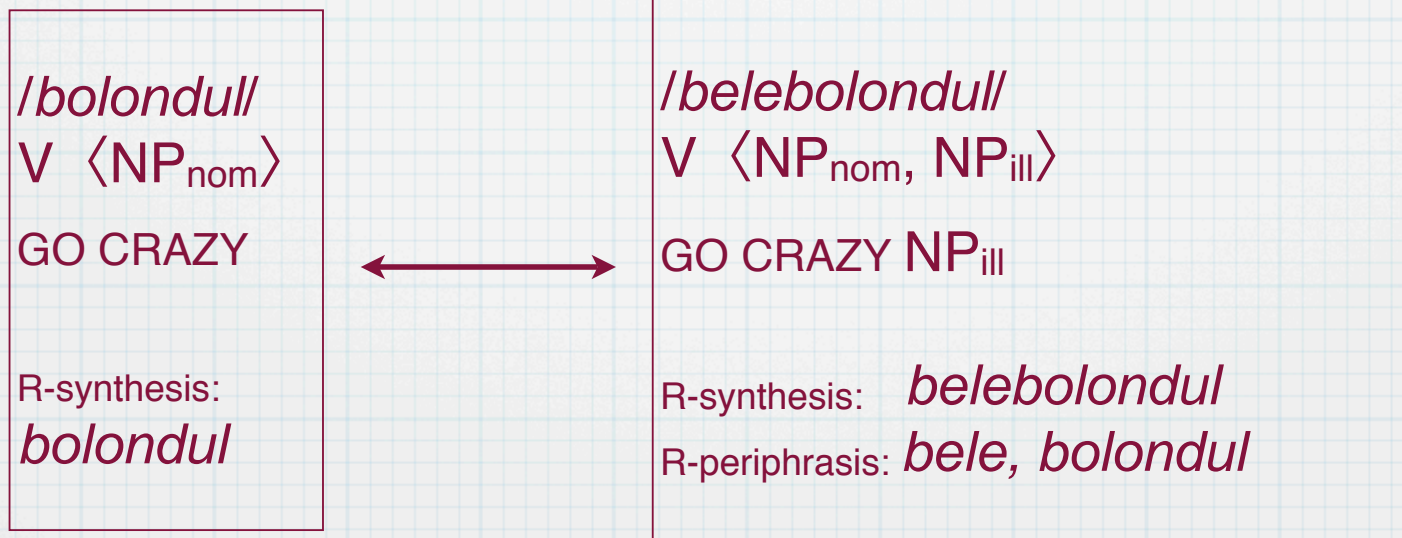 /bolondul/
V 〈NPnom〉
GO CRAZY
R-synthesis:
bolondul
/belebolondul/
V 〈NPnom, NPill〉
GO CRAZY NPill
R-synthesis: belebolondul
R-periphrasis: bele, bolondul